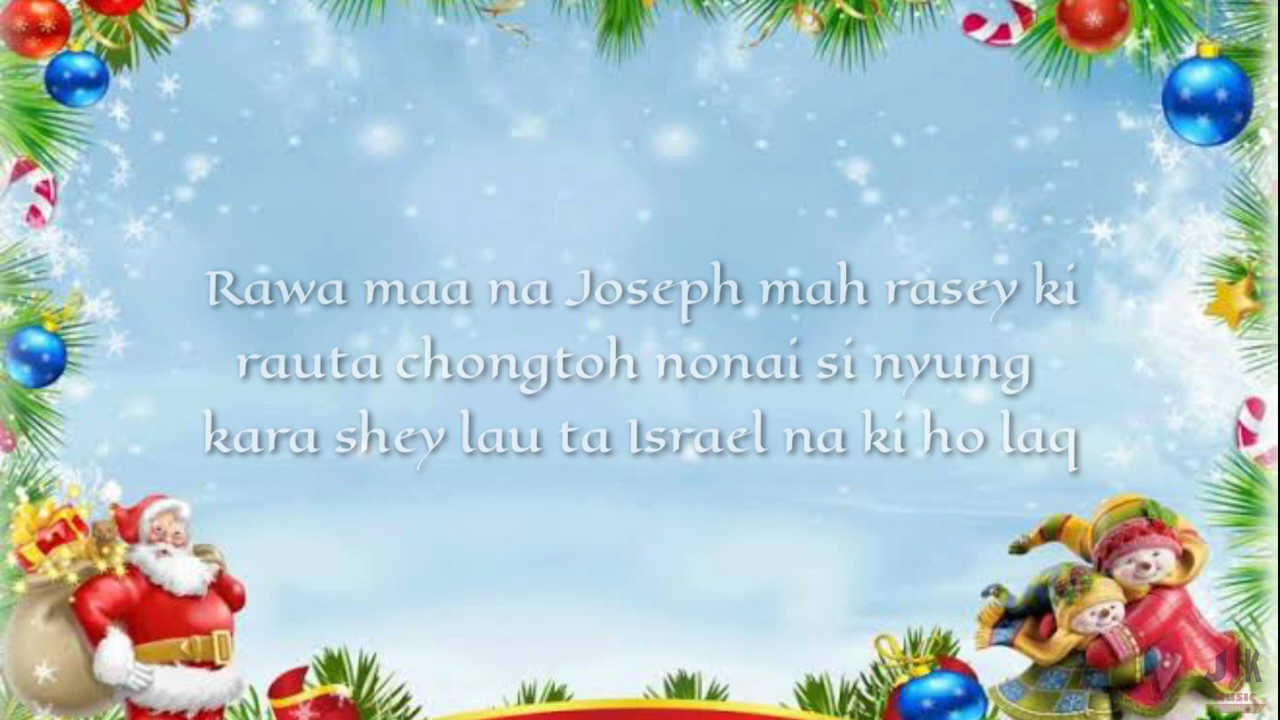 Rawa maa na Joseph mah rasey ki
rauta chongtoh nonai si nyung
kara shey lau ta Israel na ki ho laq
MUSIC